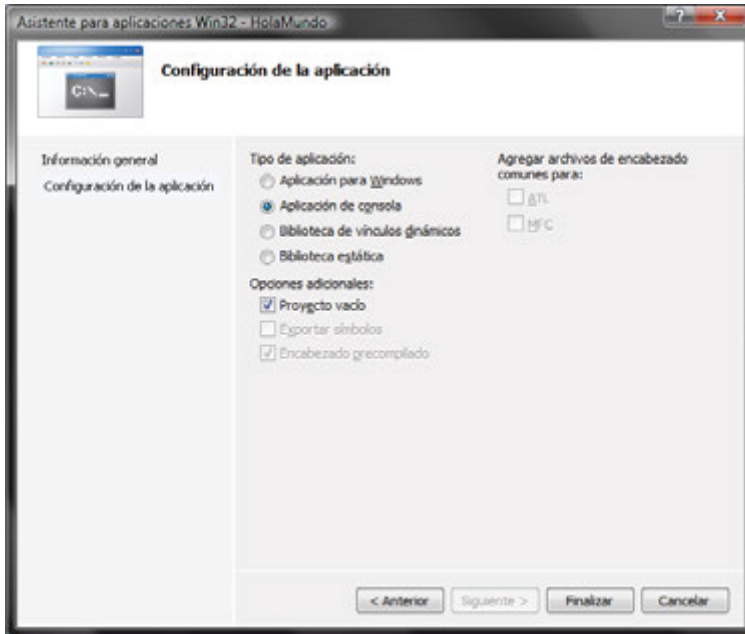 Asistente para aplicaciones Win32 - HolaMundo
C:\_
Configuración de la aplicación
Información general
Configuración de la aplicación
Tipo de aplicación:
Aplicación para Windows
Aplicación de consola
Biblioteca de vínculos dinámicos
Biblioteca estática
Opciones adicionales:
Proyecto vacío
Exportar símbolos
Encabezado precompilado
Agregar archivos de encabezado
comunes para:
ATL
MFC
< Anterior
Siguiente >
Finalizar
Cancelar